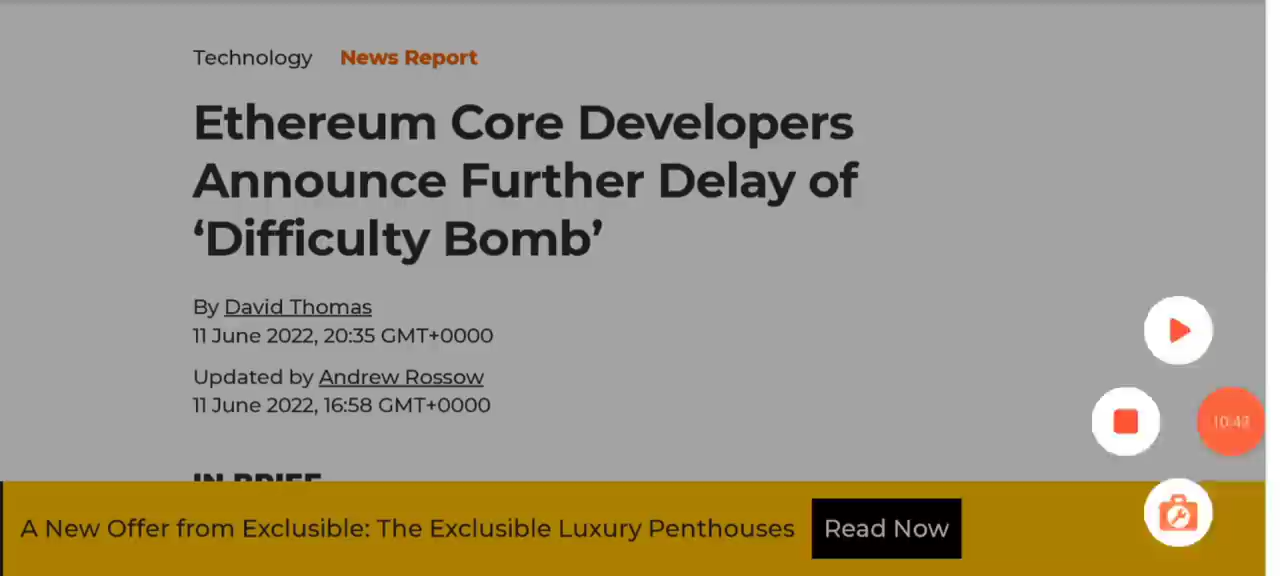 Technology News Report
Ethereum Core Developers
Announce Further Delay of
‘Difficulty Bomb’
By David Thomas
11 June 2022, 20:35 GMT+0000
Updated by Andrew Rossow
11 June 2022, 16:58 GMT+0000
IN BRIEF
A New Offer from Exclusible: The Exclusible Luxury Penthouses Read Now